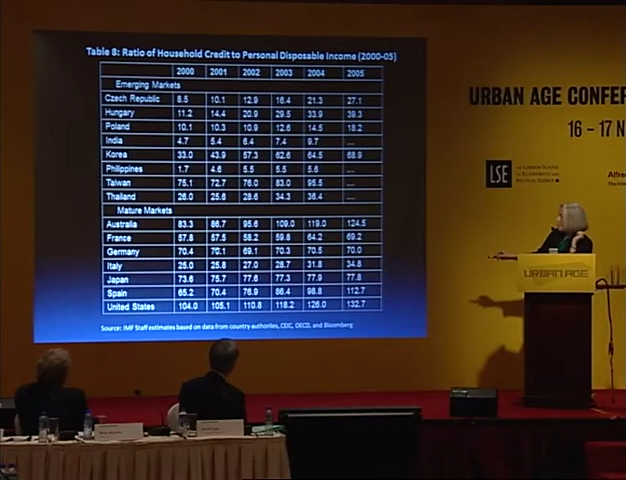 Table 8: Ratio of Household Credit to Personal Disposable Income (2000-05)
2000 2001 2002 2003 2004 2005
Emerging Markets
Czech Republic 8.5 10.1 12.9 16.4 21.3 27.1
Hungary 11.2 14.4 20.9 29.5 33.9 39.3
Poland 10.1 10.3 10.9 12.6 14.5 18.2
India 4.7 5.4 6.4 7.4 9.7 ....
Korea 33.0 43.9 57.3 62.6 64.5 68.9
Philippines 1.7 4.6 5.5 5.5 5.6 ....
Taiwan 75.1 72.7 76.0 83.0 95.5 ....
Thailand 26.0 25.6 28.6 34.3 36.4 ....
Mature Markets
Australia 83.3 86.7 95.6 109.0 119.0 124.5
France 57.8 57.5 58.2 59.8 64.2 69.2
Germany 70.4 70.1 69.1 70.3 70.5 70.0
Italy 25.0 25.8 27.0 28.7 31.8 34.8
Japan 73.6 75.7 77.6 77.3 77.9 77.8
Spain 65.2 70.4 76.9 86.4 98.8 112.7
United States 104.0 105.1 110.8 118.2 126.0 132.7
Source: IMF Staff estimates based on data from country authorities, CEIC, OECD, and Bloomberg
URBAN AGE CONFER
16 – 17 N
LSE
THE LONDON SCHOOL
OF ECONOMICS AND
POLITICAL SCIENCE
Alfred
URBAN AGE